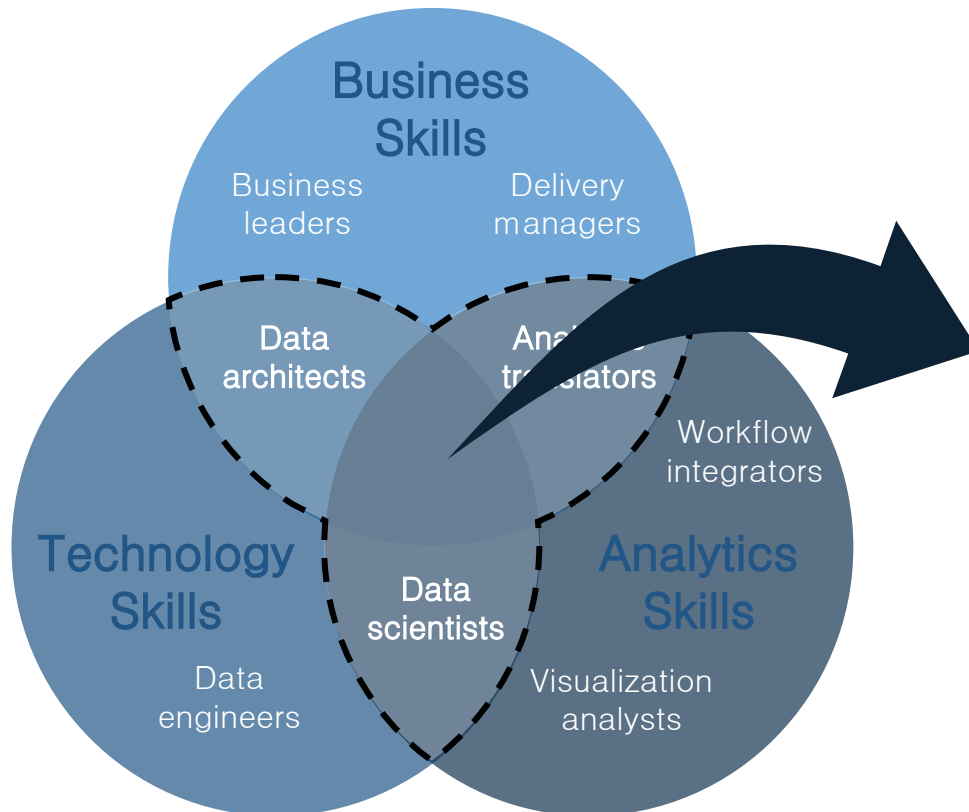 Business
Skills
Business
leaders
Delivery
managers
Data
architects
translators
Workflow
integrators
Technology
Skills
Analytics
Skills
Data
scientists
Data
engineers
Visualization
analysts